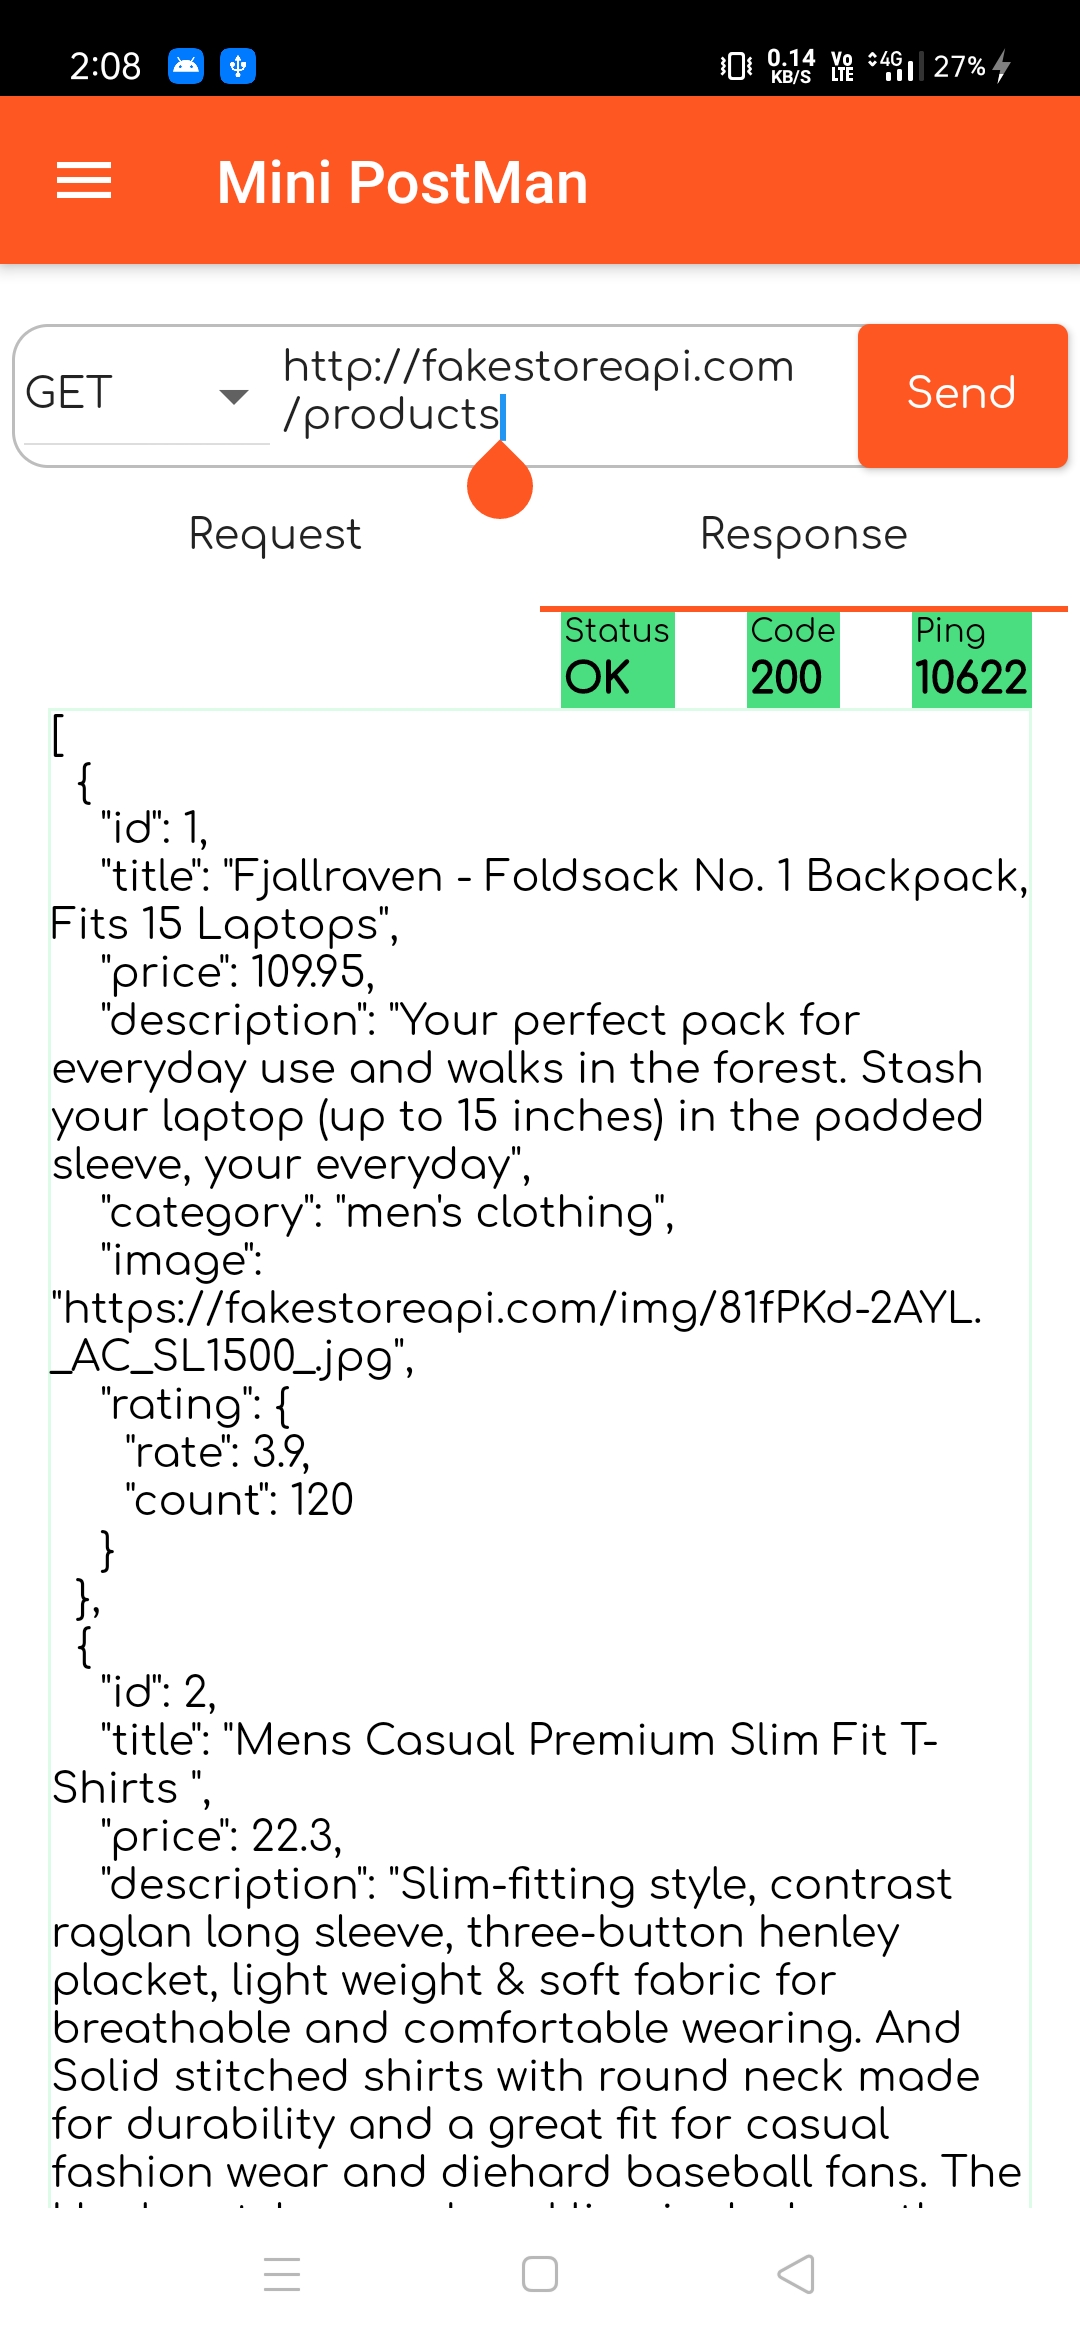 2:08
0.14 KB/S Vo LTE 4G 27%
Mini PostMan
GET
http://fakestoreapi.com
/products
Send
Request Response
Status Code Ping
OK 200 10622
[
{
"id": 1,
"title": "Fjallraven - Foldsack No. 1 Backpack,
Fits 15 Laptops",
"price": 109.95,
"description": "Your perfect pack for
everyday use and walks in the forest. Stash
your laptop (up to 15 inches) in the padded
sleeve, your everyday",
"category": "men's clothing",
"image":
"https://fakestoreapi.com/img/81fPKd-2AYL.
_AC_SL1500_.jpg",
"rating": {
"rate": 3.9,
"count": 120
}
},
{
"id": 2,
"title": "Mens Casual Premium Slim Fit T-
Shirts ",
"price": 22.3,
"description": "Slim-fitting style, contrast
raglan long sleeve, three-button henley
placket, light weight & soft fabric for
breathable and comfortable wearing. And
Solid stitched shirts with round neck made
for durability and a great fit for casual
fashion wear and diehard baseball fans. The